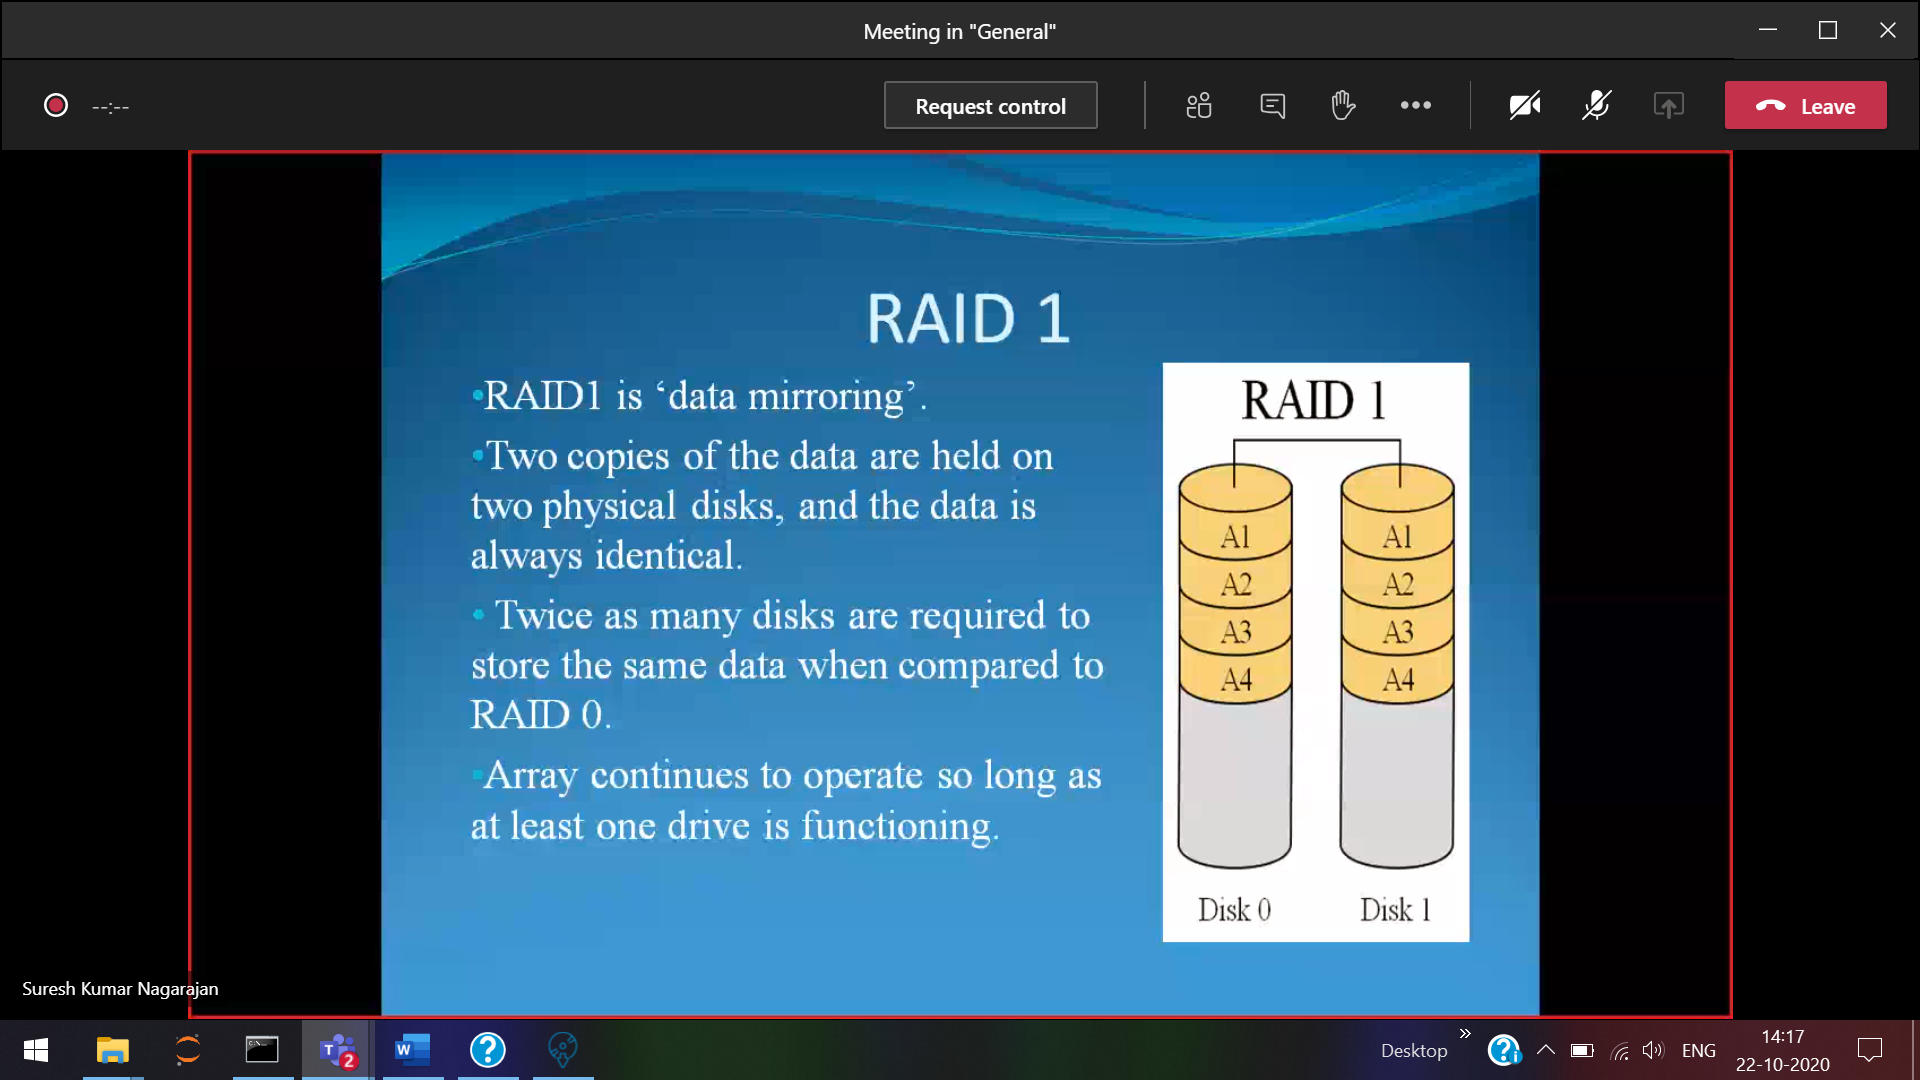 Meeting in "General"
--:--
Request control
Leave
RAID 1
•RAID1 is ‘data mirroring’.
•Two copies of the data are held on
two physical disks, and the data is
always identical.
• Twice as many disks are required to
store the same data when compared to
RAID 0.
•Array continues to operate so long as
at least one drive is functioning.
RAID 1
A1 A1
A2 A2
A3 A3
A4 A4
Disk 0 Disk 1
Suresh Kumar Nagarajan
T 2
W
?
Desktop
»
?
ENG
14:17
22-10-2020